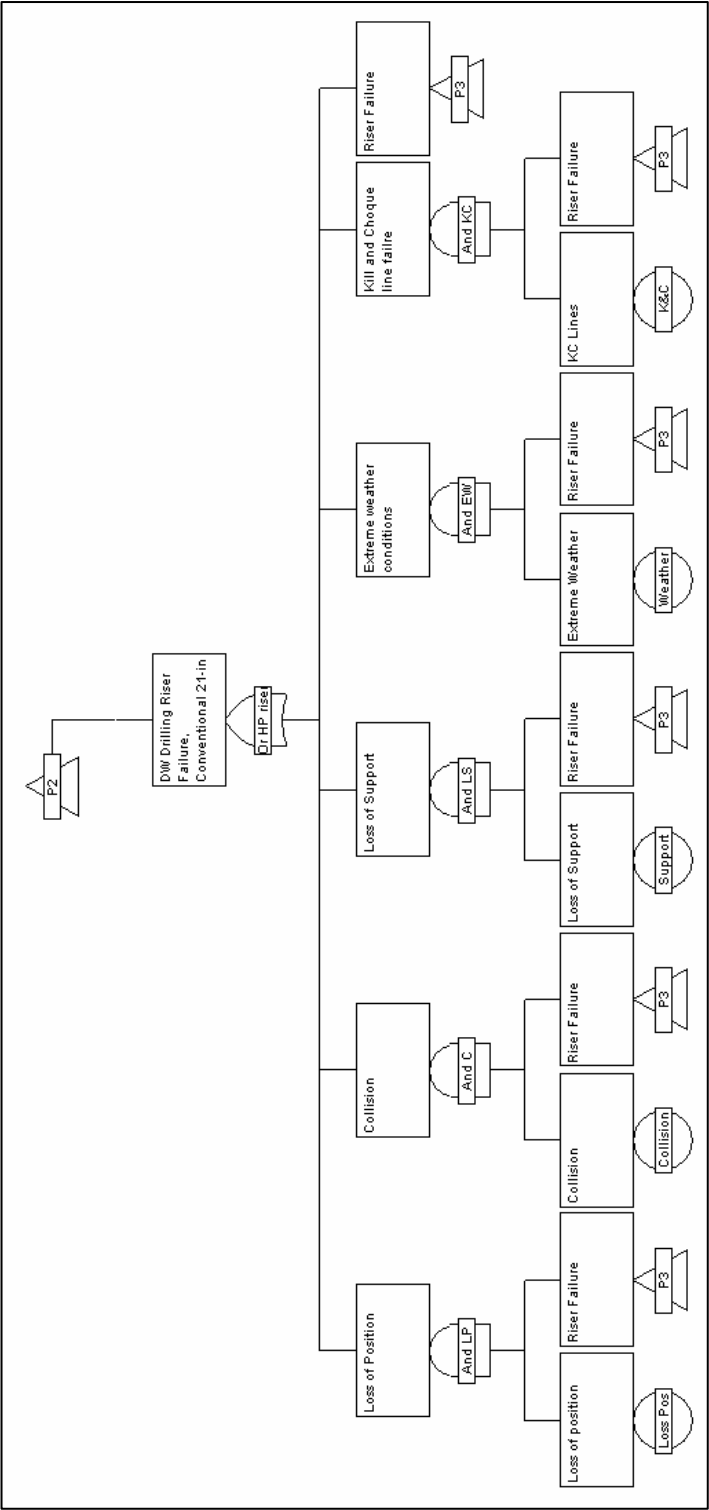 P2
DW Drilling Riser
Failure,
Conventional 21-in
Or HP riser
Loss of Position
And LP
Collision
And C
Loss of Support
And LS
Extreme weather
conditions
And EW
Kill and Choque
line failre
And KC
Riser Failure
P3
Loss of position
Loss Pos
Riser Failure
P3
Collision
Collision
Riser Failure
P3
Loss of Support
Support
Riser Failure
P3
Extreme Weather
Weather
Riser Failure
P3
KC Lines
K&C
Riser Failure
P3